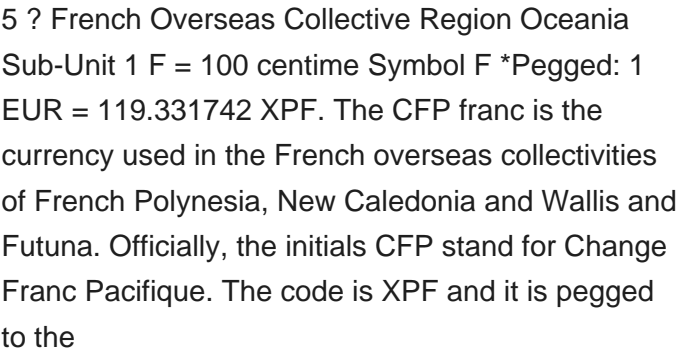 5 ? French Overseas Collective Region Oceania
Sub-Unit 1 F = 100 centime Symbol F *Pegged: 1
EUR = 119.331742 XPF. The CFP franc is the
currency used in the French overseas collectivities
of French Polynesia, New Caledonia and Wallis and
Futuna. Officially, the initials CFP stand for Change
Franc Pacifique. The code is XPF and it is pegged
to the